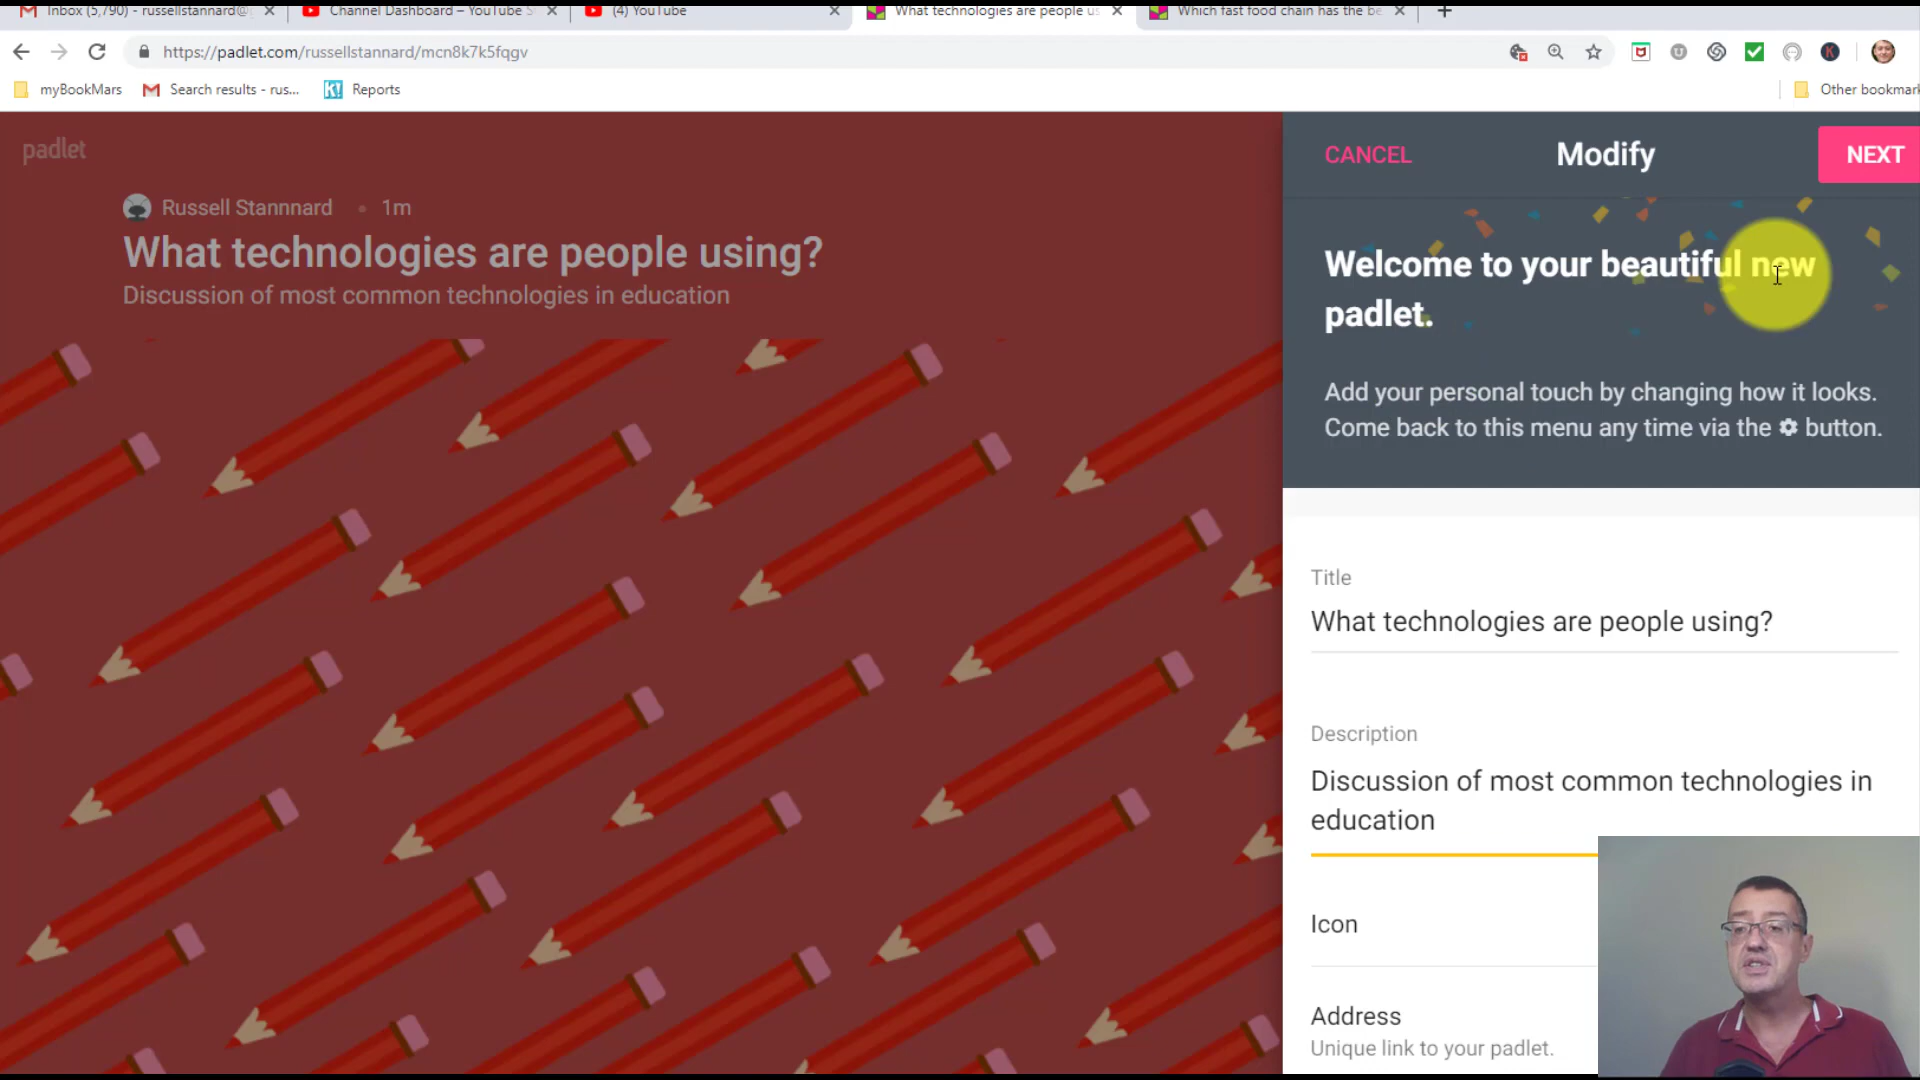 Inbox (5,790) - russellstannard@
Channel Dashboard – YouTube S
(4) YouTube
What technologies are people us
Which fast food chain has the be
https://padlet.com/russellstannard/mcn8k7k5fqgv
myBookMars
Search results - rus...
K!
Reports
Other bookmark
padlet
Russell Stannnard • 1m
What technologies are people using?
Discussion of most common technologies in education
CANCEL
Modify
NEXT
Welcome to your beautiful new
padlet.
Add your personal touch by changing how it looks.
Come back to this menu any time via the button.
Title
What technologies are people using?
Description
Discussion of most common technologies in
education
Icon
Address
Unique link to your padlet.